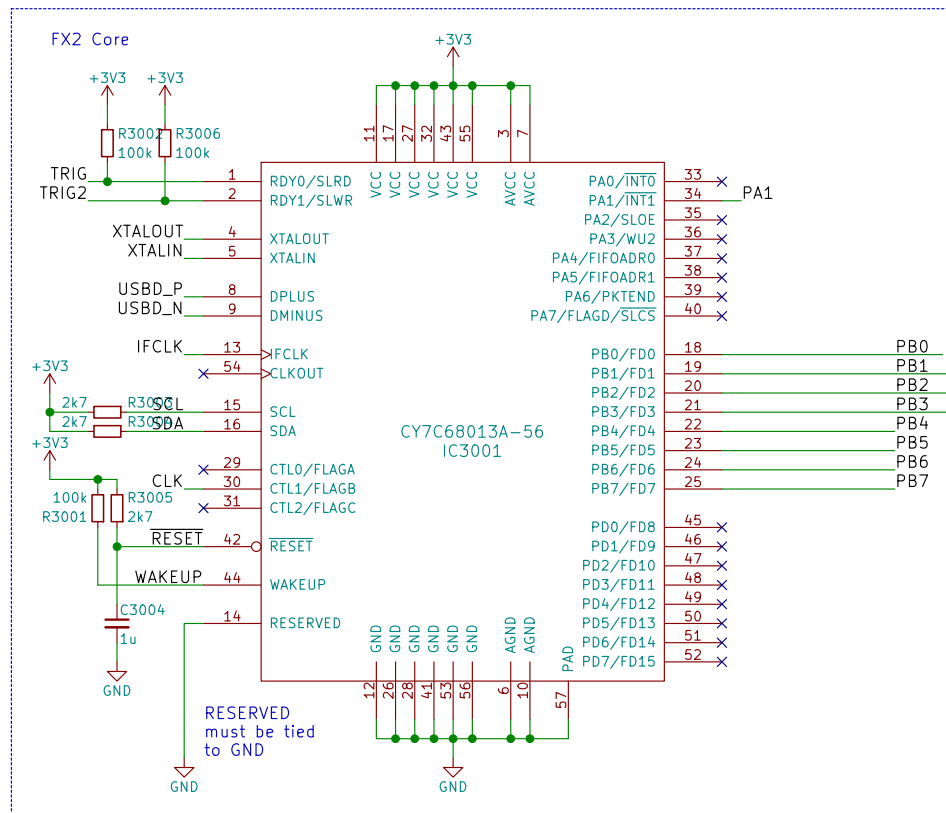 FX2 Core
+3V3
+3V3
+3V3
R3002
100k
R3006
100k
11
17
27
32
43
55
3
7
VCC
VCC
VCC
VCC
VCC
VCC
AVCC
AVCC
TRIG
1
RDY0/SLRD
TRIG2
2
RDY1/SLWR
XTALOUT
4
XTALOUT
XTALIN
5
XTALIN
USBD_P
8
DPLUS
USBD_N
9
DMINUS
IFCLK
13
IFCLK
54
CLKOUT
+3V3
2k7
SCL
15
SCL
2k7
SDA
16
SDA
+3V3
29
CTL0/FLAGA
CLK
30
CTL1/FLAGB
31
CTL2/FLAGC
100k
R3001
R3005
2k7
RESET
42
RESET
WAKEUP
44
WAKEUP
C3004
1u
14
RESERVED
GND
CY7C68013A-56
IC3001
PA0/INT0
33
PA1/INT1
34
PA1
PA2/SLOE
35
PA3/WU2
36
PA4/FIFOADR0
37
PA5/FIFOADR1
38
PA6/PKTEND
39
PA7/FLAGD/SLCS
40
PB0/FD0
18
PB0
PB1/FD1
19
PB1
PB2/FD2
20
PB2
PB3/FD3
21
PB3
PB4/FD4
22
PB4
PB5/FD5
23
PB5
PB6/FD6
24
PB6
PB7/FD7
25
PB7
PD0/FD8
45
PD1/FD9
46
PD2/FD10
47
PD3/FD11
48
PD4/FD12
49
PD5/FD13
50
PD6/FD14
51
PD7/FD15
52
GND
GND
GND
GND
GND
GND
AGND
AGND
PAD
12
26
28
41
53
56
6
10
57
RESERVED
must be tied
to GND
GND
GND